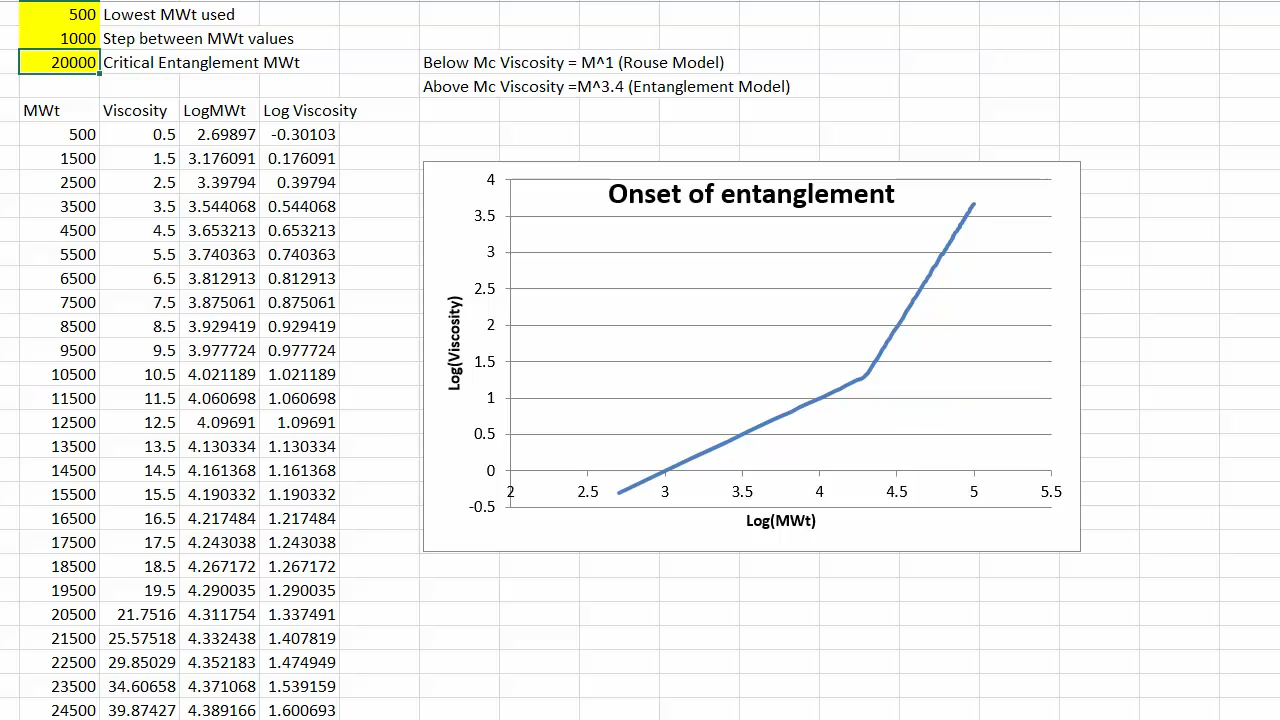 500 Lowest MWt used
1000 Step between MWt values
20000 Critical Entanglement MWt Below Mc Viscosity = M^1 (Rouse Model)
Above Mc Viscosity =M^3.4 (Entanglement Model)
MWt Viscosity LogMWt Log Viscosity
500 0.5 2.69897 -0.30103
1500 1.5 3.176091 0.176091
2500 2.5 3.39794 0.39794
3500 3.5 3.544068 0.544068
4500 4.5 3.653213 0.653213
5500 5.5 3.740363 0.740363
6500 6.5 3.812913 0.812913
7500 7.5 3.875061 0.875061
8500 8.5 3.929419 0.929419
9500 9.5 3.977724 0.977724
10500 10.5 4.021189 1.021189
11500 11.5 4.060698 1.060698
12500 12.5 4.09691 1.09691
13500 13.5 4.130334 1.130334
14500 14.5 4.161368 1.161368
15500 15.5 4.190332 1.190332
16500 16.5 4.217484 1.217484
17500 17.5 4.243038 1.243038
18500 18.5 4.267172 1.267172
19500 19.5 4.290035 1.290035
20500 21.7516 4.311754 1.337491
21500 25.57518 4.332438 1.407819
22500 29.85029 4.352183 1.474949
23500 34.60658 4.371068 1.539159
24500 39.87427 4.389166 1.600693
Onset of entanglement
4
3.5
3
2.5
2
1.5
1
0.5
0
-0.5
Log(Viscosity)
2 2.5 3 3.5 4 4.5 5 5.5
Log(MWt)